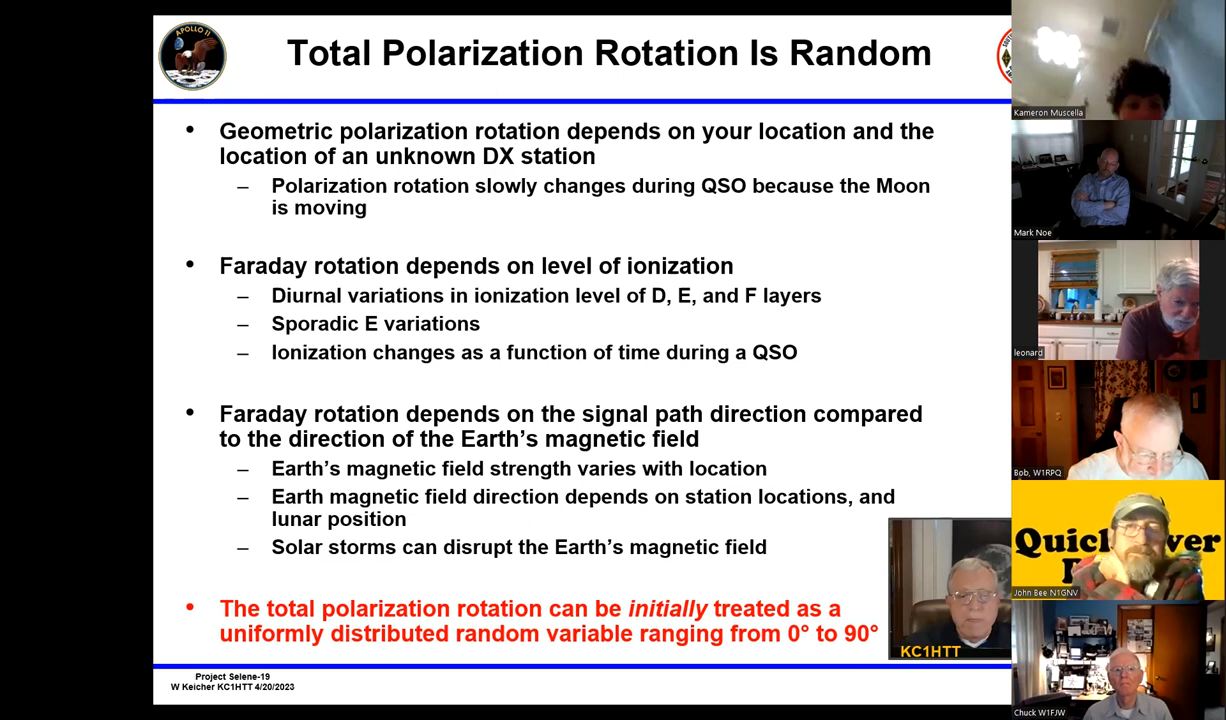 APOLLO 11
Total Polarization Rotation Is Random
• Geometric polarization rotation depends on your location and the
location of an unknown DX station
– Polarization rotation slowly changes during QSO because the Moon
is moving
• Faraday rotation depends on level of ionization
– Diurnal variations in ionization level of D, E, and F layers
– Sporadic E variations
– Ionization changes as a function of time during a QSO
• Faraday rotation depends on the signal path direction compared
to the direction of the Earth's magnetic field
– Earth's magnetic field strength varies with location
– Earth magnetic field direction depends on station locations, and
lunar position
– Solar storms can disrupt the Earth's magnetic field
• The total polarization rotation can be initially treated as a
uniformly distributed random variable ranging from 0° to 90°
Project Selene-19
W Keicher KC1HTT 4/20/2023
KC1HTT
Kameron Muscella
Mark Noe
leonard
Bob, W1RPQ
John Bee N1GNV
Chuck W1FJW